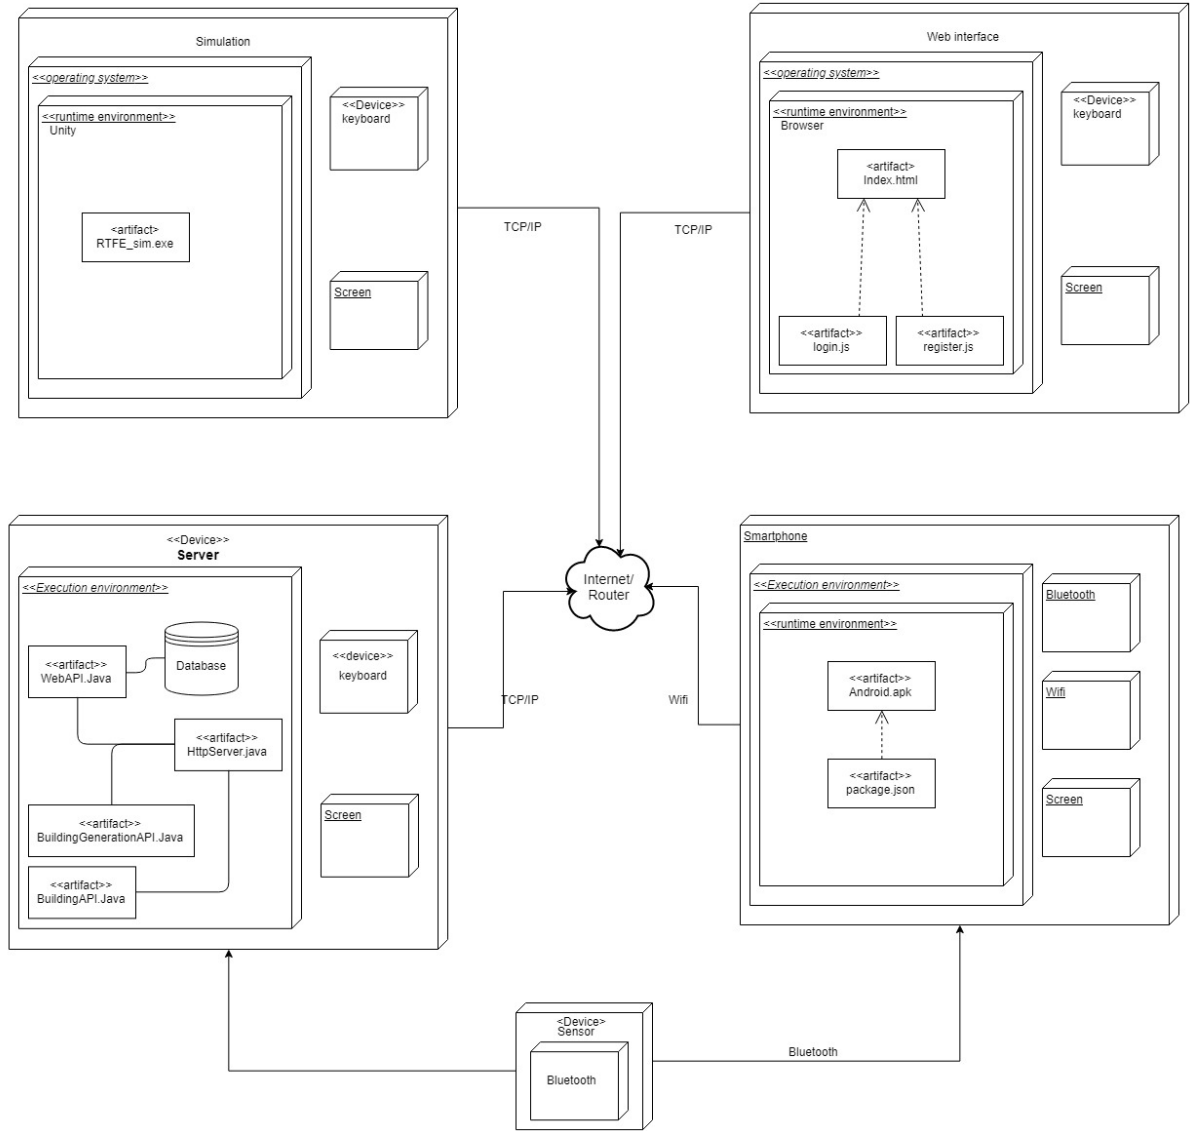 Simulation
<<operating system>>
<<runtime environment>>
Unity
<artifact>
RTFE_sim.exe
<<Device>>
keyboard
Screen
TCP/IP
Web interface
<<operating system>>
<<runtime environment>>
Browser
<artifact>
Index.html
<<artifact>>
login.js
<<artifact>>
register.js
<<Device>>
keyboard
Screen
TCP/IP
<<Device>>
Server
<<Execution environment>>
<<artifact>>
WebAPI.Java
Database
<<artifact>>
HttpServer.java
<<artifact>>
BuildingGenerationAPI.Java
<<artifact>>
BuildingAPI.Java
<<device>>
keyboard
Screen
TCP/IP
Internet/
Router
Wifi
Smartphone
<<Execution environment>>
<<runtime environment>>
<<artifact>>
Android.apk
<<artifact>>
package.json
Bluetooth
Wifi
Screen
<Device>
Sensor
Bluetooth
Bluetooth